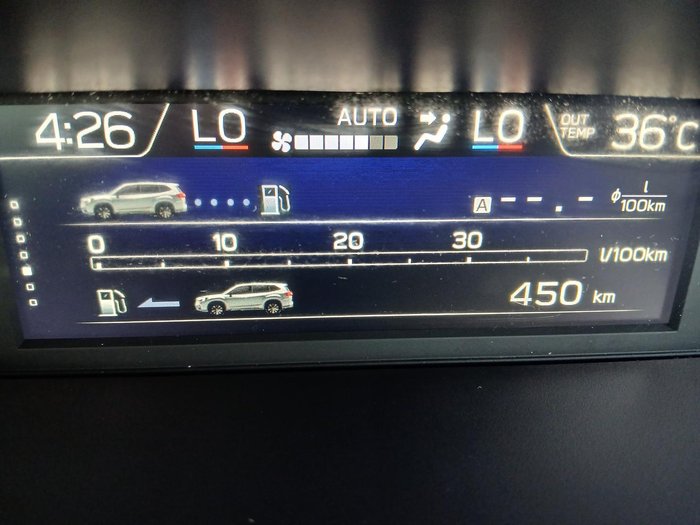 4:26 LO AUTO LO OUT TEMP 36°C
A --.- ϕ l/100km
0 10 20 30 l/100km
450 km